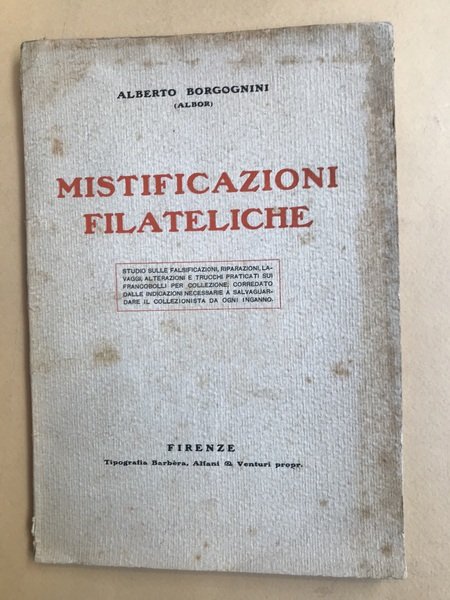 ALBERTO BORGOGNINI
(ALBOR)
MISTIFICAZIONI
FILATELICHE
STUDIO SULLE FALSIFICAZIONI, RIPARAZIONI, LA-
VAGGI, ALTERAZIONI E TRUCCHI PRATICATI SUI
FRANCOBOLLI PER COLLEZIONE, CORREDATO
DALLE INDICAZIONI NECESSARIE A SALVAGUAR-
DARE IL COLLEZIONISTA DA OGNI INGANNO.
FIRENZE
Tipografia Barbèra, Alfani & Venturi propr.